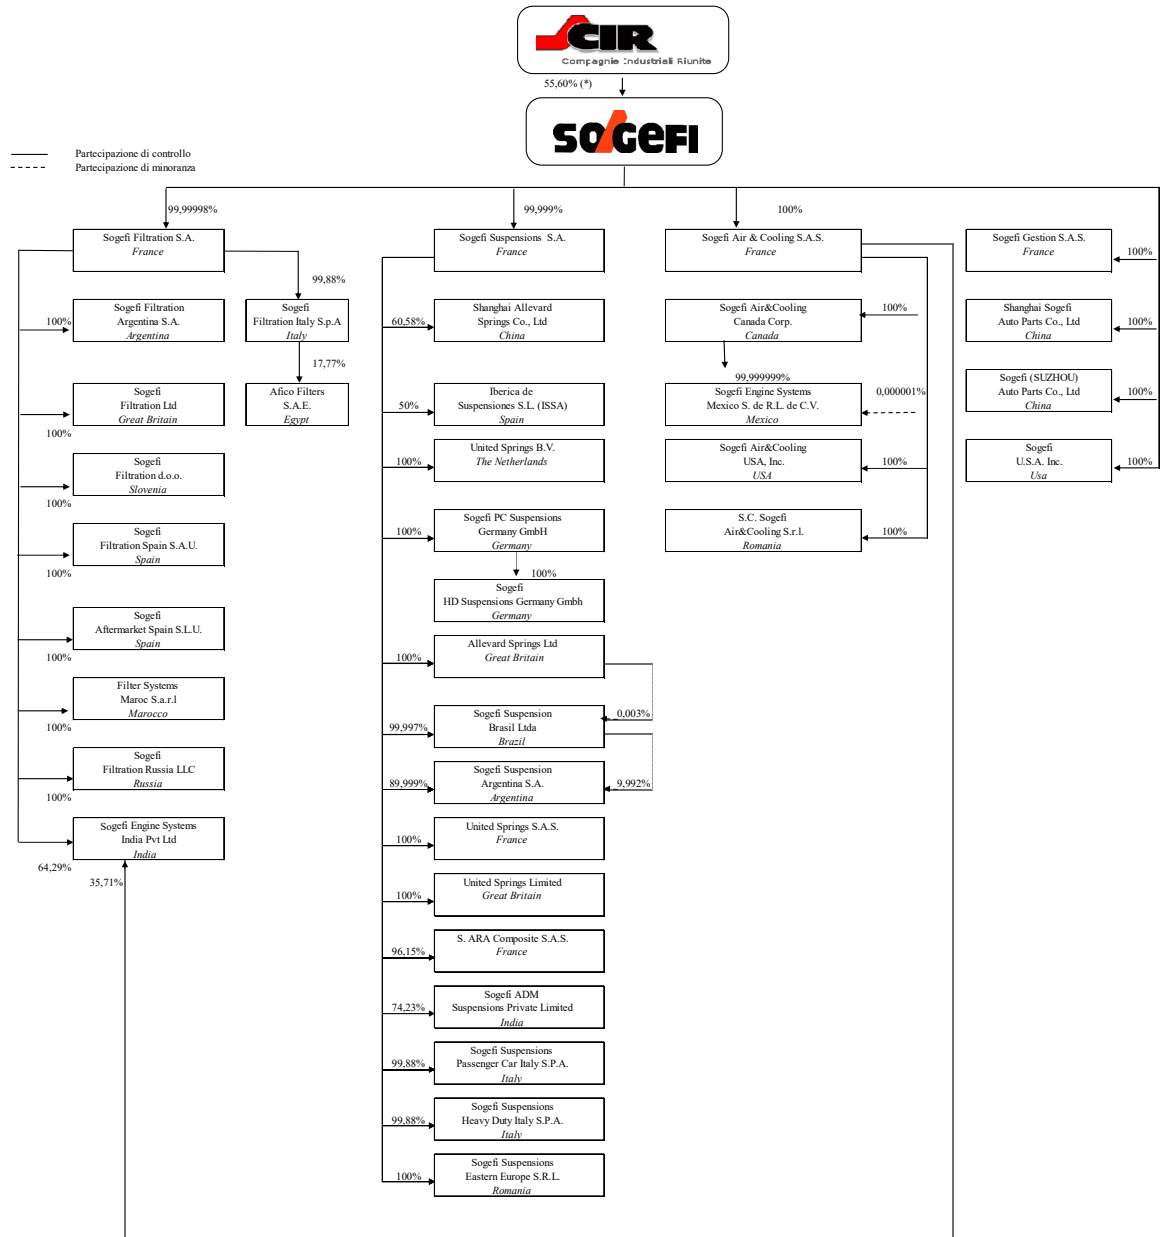 CIR
Compagnie Industriali Riunite
55,60% (*)
SOGEFI
Partecipazione di controllo
Partecipazione di minoranza
99,99998%
99,999%
100%
Sogefi Filtration S.A.
France
Sogefi Suspensions S.A.
France
Sogefi Air & Cooling S.A.S.
France
Sogefi Gestion S.A.S.
France
100%
99,88%
100%
Sogefi Filtration
Argentina S.A.
Argentina
Sogefi
Filtration Italy S.p.A
Italy
60,58%
Shanghai Allevard
Springs Co., Ltd
China
Sogefi Air&Cooling
Canada Corp.
Canada
100%
Shanghai Sogefi
Auto Parts Co., Ltd
China
100%
17,77%
99,999999%
Sogefi
Filtration Ltd
Great Britain
100%
Afico Filters
S.A.E.
Egypt
50%
Iberica de
Suspensiones S.L. (ISSA)
Spain
Sogefi Engine Systems
Mexico S. de R.L. de C.V.
Mexico
0,000001%
Sogefi (SUZHOU)
Auto Parts Co., Ltd
China
100%
Sogefi
Filtration d.o.o.
Slovenia
100%
100%
United Springs B.V.
The Netherlands
Sogefi Air&Cooling
USA, Inc.
USA
100%
Sogefi
U.S.A. Inc.
Usa
100%
Sogefi
Filtration Spain S.A.U.
Spain
100%
100%
Sogefi PC Suspensions
Germany GmbH
Germany
S.C. Sogefi
Air&Cooling S.r.l.
Romania
100%
100%
Sogefi
HD Suspensions Germany Gmbh
Germany
Sogefi
Aftermarket Spain S.L.U.
Spain
100%
100%
Allevard Springs Ltd
Great Britain
Filter Systems
Maroc S.a.r.l
Marocco
100%
99,997%
Sogefi Suspension
Brasil Ltda
Brazil
0,003%
Sogefi
Filtration Russia LLC
Russia
100%
89,999%
Sogefi Suspension
Argentina S.A.
Argentina
9,992%
Sogefi Engine Systems
India Pvt Ltd
India
64,29%
35,71%
100%
United Springs S.A.S.
France
100%
United Springs Limited
Great Britain
96,15%
S. ARA Composite S.A.S.
France
74,23%
Sogefi ADM
Suspensions Private Limited
India
99,88%
Sogefi Suspensions
Passenger Car Italy S.P.A.
Italy
99,88%
Sogefi Suspensions
Heavy Duty Italy S.P.A.
Italy
100%
Sogefi Suspensions
Eastern Europe S.R.L.
Romania